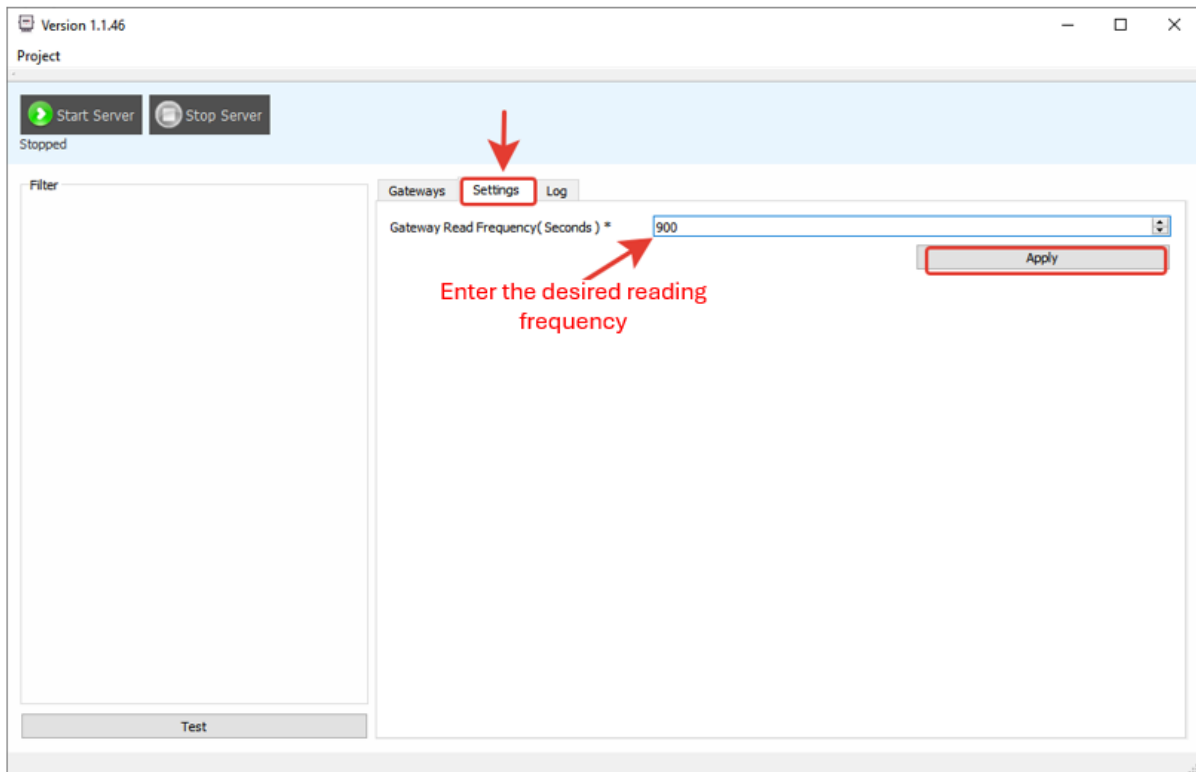 Version 1.1.46
Project
Start Server Stop Server
Stopped
Filter
Gateways Settings Log
Gateway Read Frequency( Seconds ) * 900
Apply
Enter the desired reading
frequency
Test